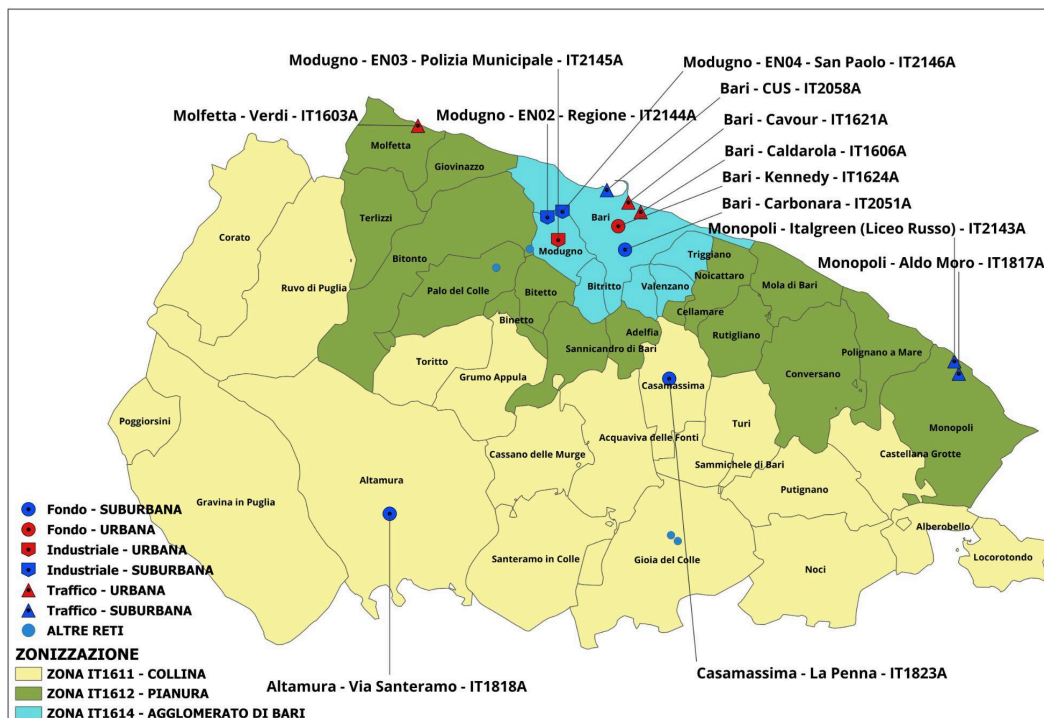 Modugno - EN03 - Polizia Municipale - IT2145A
Modugno - EN04 - San Paolo - IT2146A
Bari - CUS - IT2058A
Molfetta - Verdi - IT1603A
Modugno - EN02 - Regione - IT2144A
Bari - Cavour - IT1621A
Bari - Caldarola - IT1606A
Bari - Kennedy - IT1624A
Bari - Carbonara - IT2051A
Monopoli - Italgreen (Liceo Russo) - IT2143A
Monopoli - Aldo Moro - IT1817A
Molfetta
Giovinazzo
Terlizzi
Bari
Corato
Bitonto
Modugno
Triggiano
Noicattaro
Ruvo di Puglia
Palo del Colle
Bitetto
Bitritto
Valenzano
Mola di Bari
Binetto
Cellamare
Adelfia
Rutigliano
Sannicandro di Bari
Polignano a Mare
Toritto
Grumo Appula
Conversano
Casamassima
Poggiorsini
Turi
Monopoli
Acquaviva delle Fonti
Cassano delle Murge
Castellana Grotte
Sammichele di Bari
Altamura
Putignano
Gravina in Puglia
Alberobello
Santeramo in Colle
Gioia del Colle
Locorotondo
Noci
Fondo - SUBURBANA
Fondo - URBANA
Industriale - URBANA
Industriale - SUBURBANA
Traffico - URBANA
Traffico - SUBURBANA
ALTRE RETI
ZONIZZAZIONE
ZONA IT1611 - COLLINA
ZONA IT1612 - PIANURA
ZONA IT1614 - AGGLOMERATO DI BARI
Altamura - Via Santeramo - IT1818A
Casamassima - La Penna - IT1823A